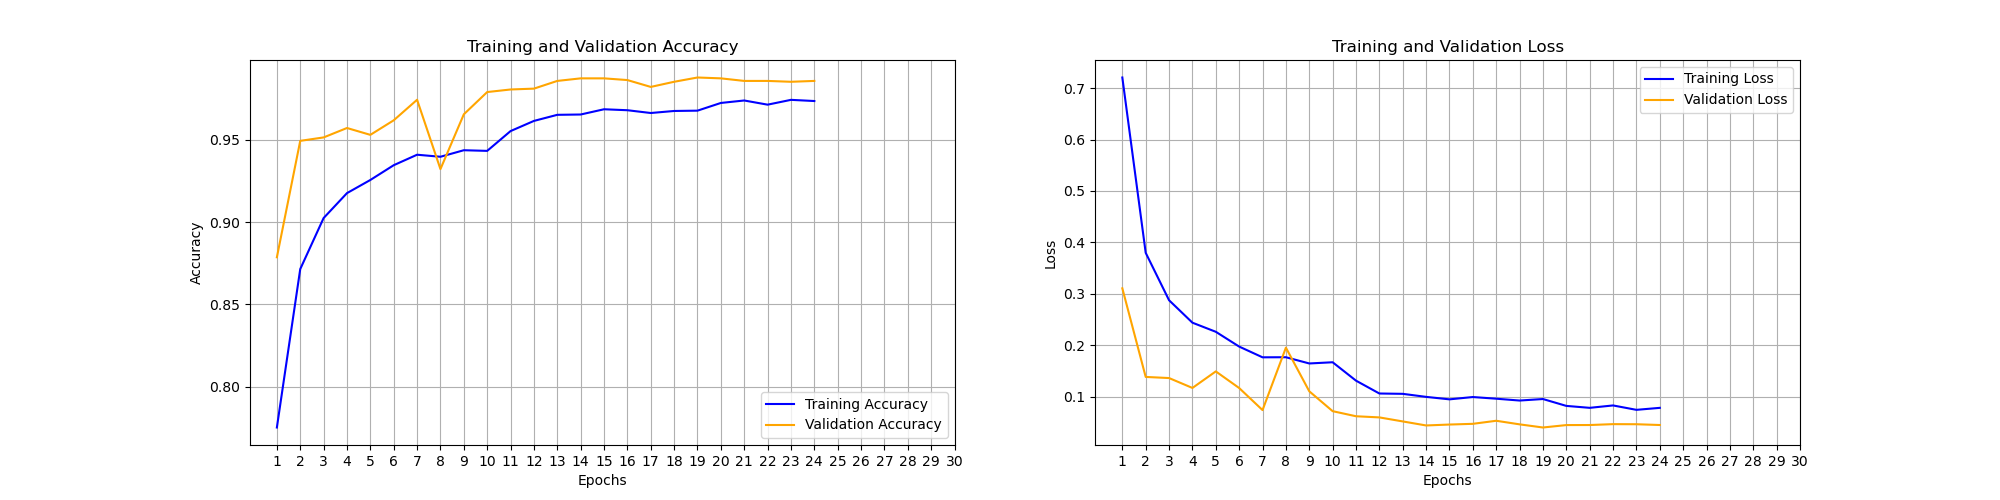 Training and Validation Accuracy
Accuracy
0.95
0.90
0.85
0.80
Training Accuracy
Validation Accuracy
1 2 3 4 5 6 7 8 9 10 11 12 13 14 15 16 17 18 19 20 21 22 23 24 25 26 27 28 29 30
Epochs
Training and Validation Loss
Loss
0.7
0.6
0.5
0.4
0.3
0.2
0.1
Training Loss
Validation Loss
1 2 3 4 5 6 7 8 9 10 11 12 13 14 15 16 17 18 19 20 21 22 23 24 25 26 27 28 29 30
Epochs